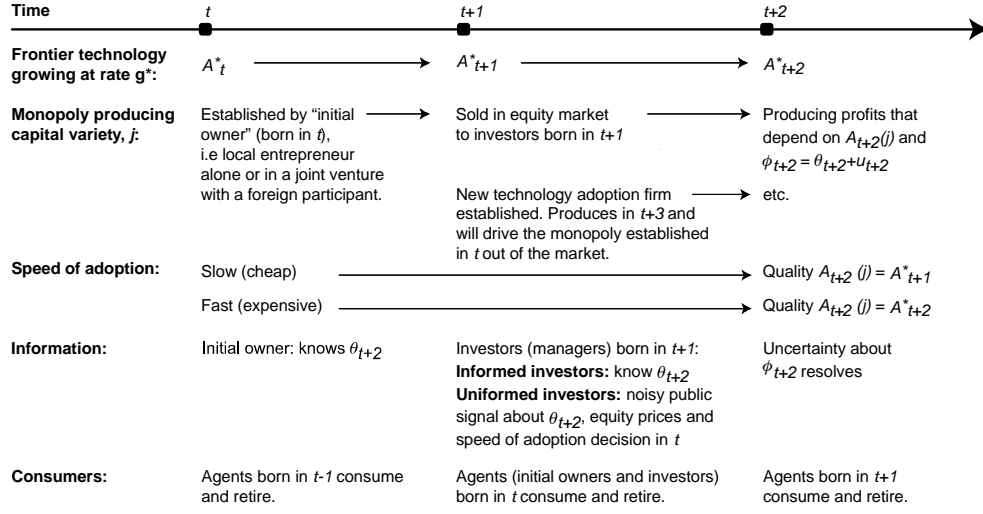 Time t t+1 t+2
Frontier technology
growing at rate g*: A*t A*t+1 A*t+2
Monopoly producing
capital variety, j:
Established by “initial
owner” (born in t),
i.e local entrepreneur
alone or in a joint venture
with a foreign participant.
Sold in equity market
to investors born in t+1
Producing profits that
depend on At+2(j) and
ϕt+2 = θt+2+ut+2
New technology adoption firm
established. Produces in t+3 and
will drive the monopoly established
in t out of the market.
etc.
Speed of adoption: Slow (cheap) Quality At+2 (j) = A*t+1
Fast (expensive) Quality At+2 (j) = A*t+2
Information: Initial owner: knows θt+2
Investors (managers) born in t+1:
Informed investors: know θt+2
Uniformed investors: noisy public
signal about θt+2, equity prices and
speed of adoption decision in t
Uncertainty about
ϕt+2 resolves
Consumers:
Agents born in t-1 consume
and retire.
Agents (initial owners and investors)
born in t consume and retire.
Agents born in t+1
consume and retire.